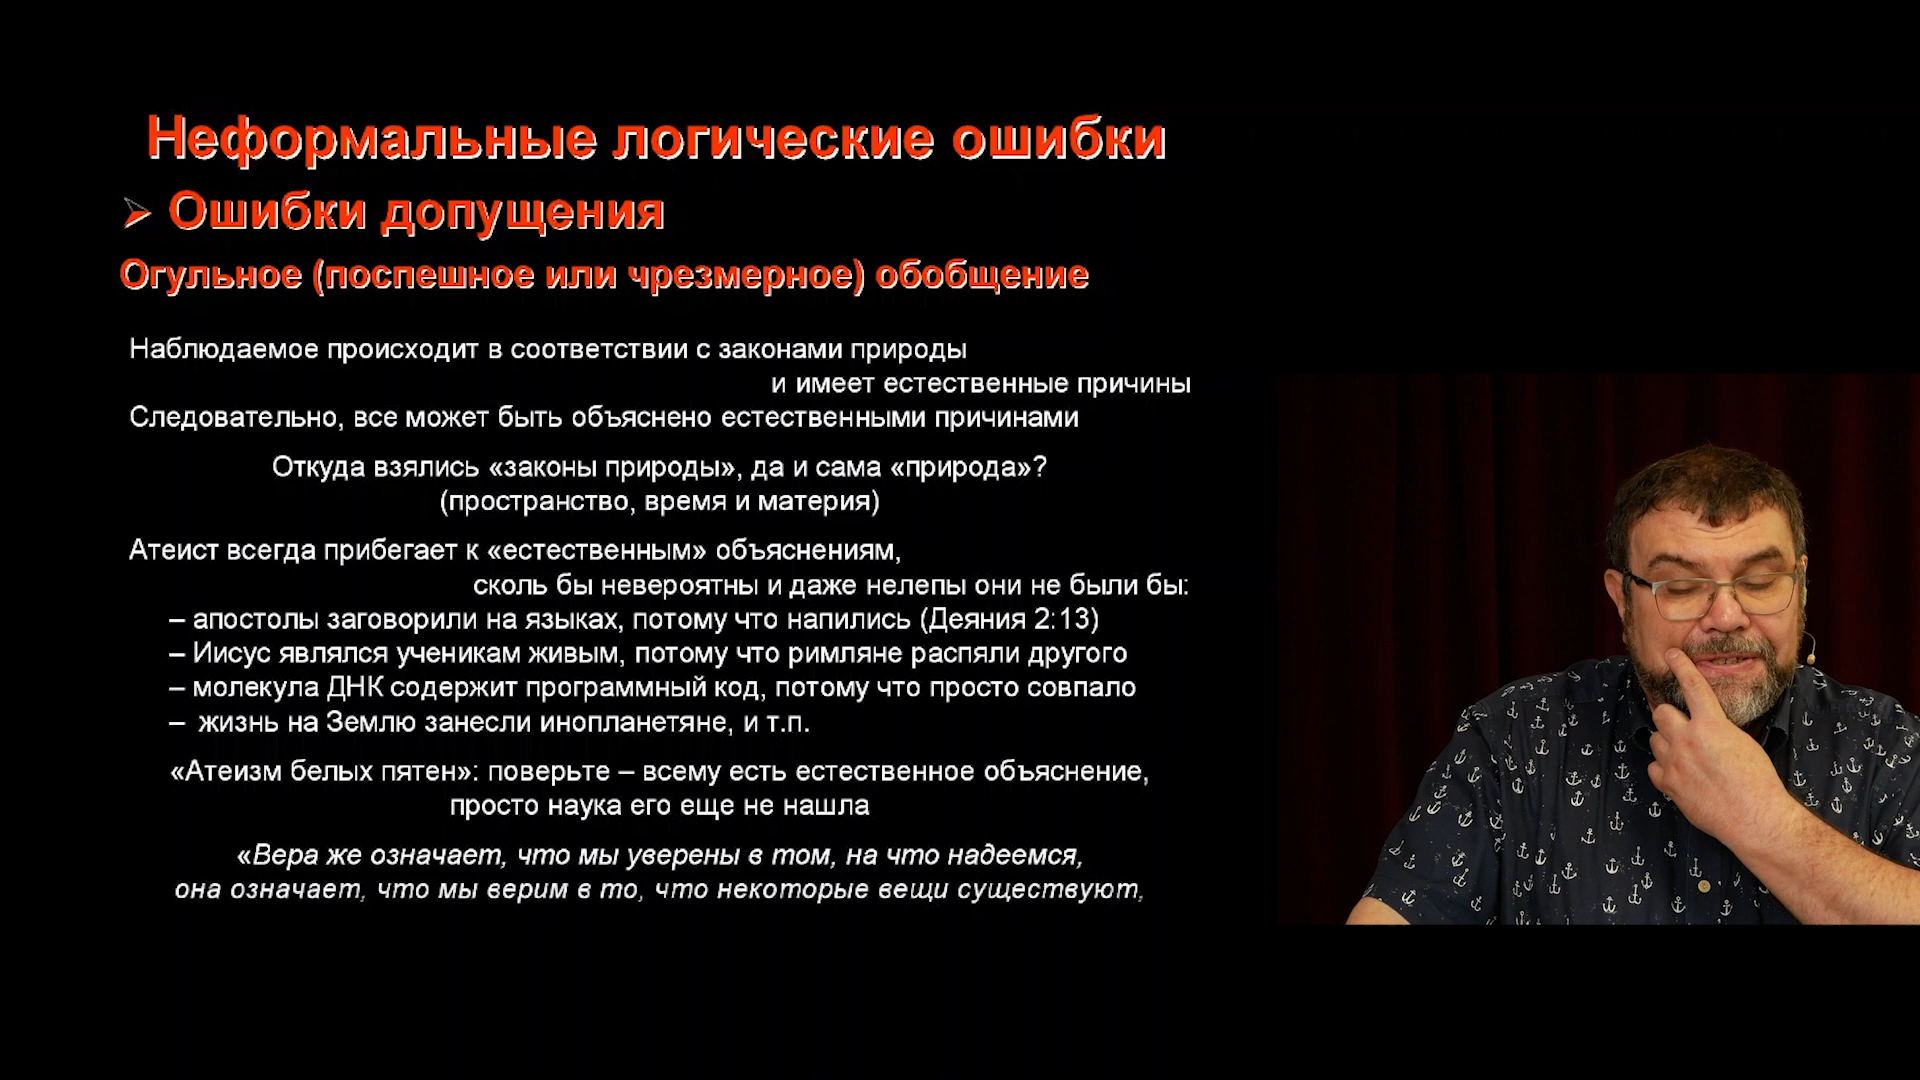 Неформальные логические ошибки
Ошибки допущения
Огульное (поспешное или чрезмерное) обобщение
Наблюдаемое происходит в соответствии с законами природы
и имеет естественные причины
Следовательно, все может быть объяснено естественными причинами
Откуда взялись «законы природы», да и сама «природа»?
(пространство, время и материя)
Атеист всегда прибегает к «естественным» объяснениям,
сколь бы невероятны и даже нелепы они не были бы:
– апостолы заговорили на языках, потому что напились (Деяния 2:13)
– Иисус являлся ученикам живым, потому что римляне распяли другого
– молекула ДНК содержит программный код, потому что просто совпало
– жизнь на Землю занесли инопланетяне, и т.п.
«Атеизм белых пятен»: поверьте – всему есть естественное объяснение,
просто наука его еще не нашла
«Вера же означает, что мы уверены в том, на что надеемся,
она означает, что мы верим в то, что некоторые вещи существуют,